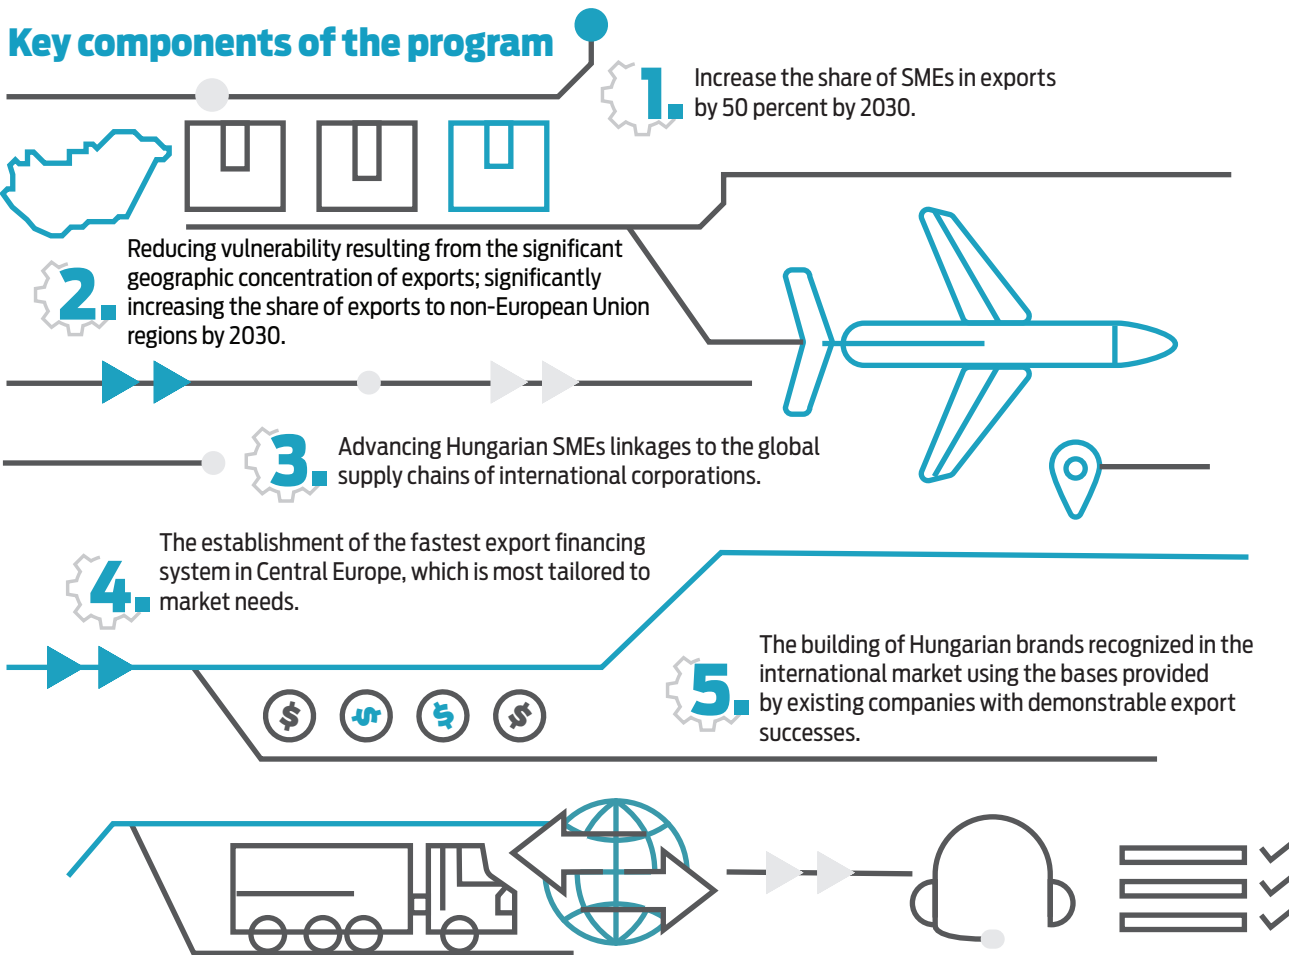 Key components of the program
1.
Increase the share of SMEs in exports
by 50 percent by 2030.
2.
Reducing vulnerability resulting from the significant
geographic concentration of exports; significantly
increasing the share of exports to non-European Union
regions by 2030.
3.
Advancing Hungarian SMEs linkages to the global
supply chains of international corporations.
4.
The establishment of the fastest export financing
system in Central Europe, which is most tailored to
market needs.
5.
The building of Hungarian brands recognized in the
international market using the bases provided
by existing companies with demonstrable export
successes.
$ $ $ $